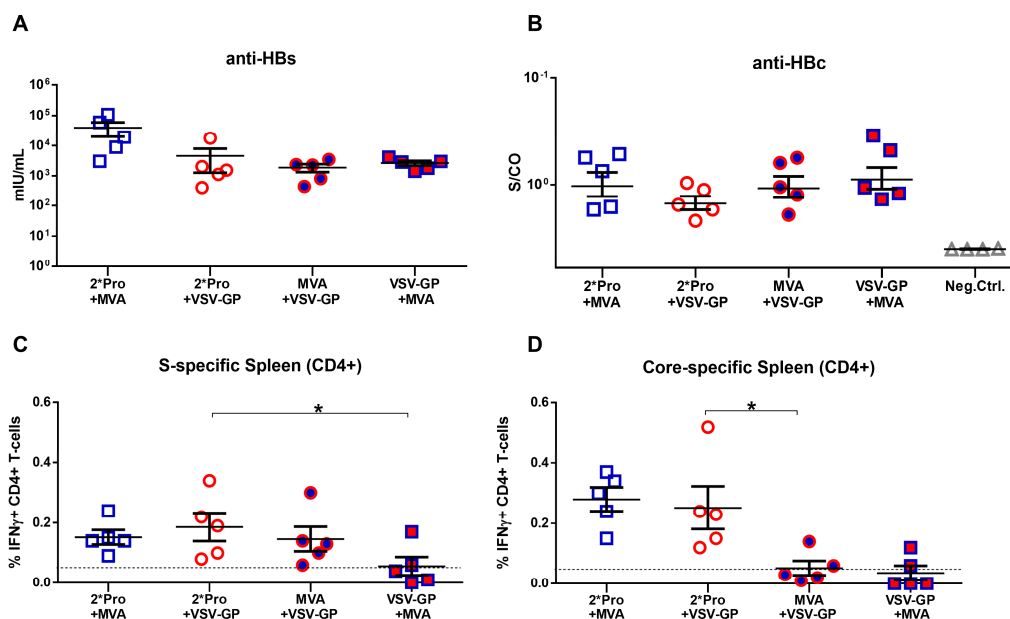 A
anti-HBs
mIU/mL
10⁶
10⁵
10⁴
10³
10²
10¹
10⁰
2*Pro
+MVA
2*Pro
+VSV-GP
MVA
+VSV-GP
VSV-GP
+MVA
B
anti-HBc
S/CO
10⁻¹
10⁰
2*Pro
+MVA
2*Pro
+VSV-GP
MVA
+VSV-GP
VSV-GP
+MVA
Neg.Ctrl.
C
S-specific Spleen (CD4+)
% IFNγ+ CD4+ T-cells
0.6
0.4
0.2
0.0
*
2*Pro
+MVA
2*Pro
+VSV-GP
MVA
+VSV-GP
VSV-GP
+MVA
D
Core-specific Spleen (CD4+)
% IFNγ+ CD4+ T-cells
0.6
0.4
0.2
0.0
*
2*Pro
+MVA
2*Pro
+VSV-GP
MVA
+VSV-GP
VSV-GP
+MVA